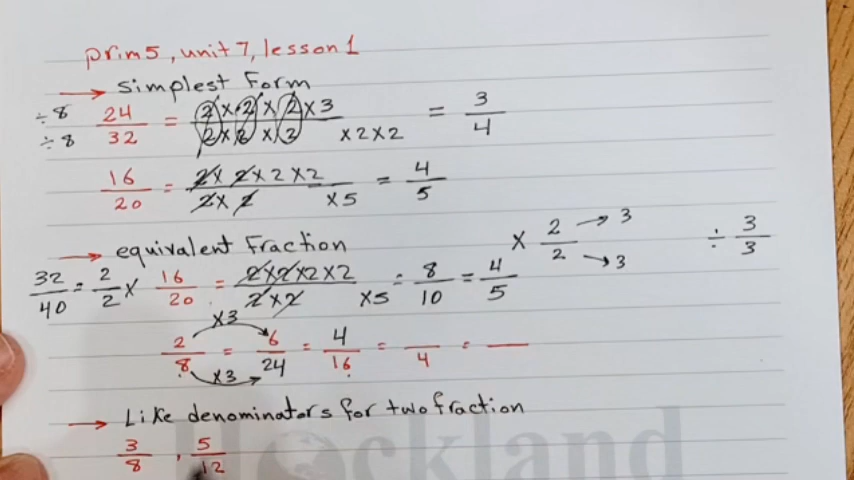 prim5, unit 7, lesson 1
→ simplest Form
÷8 ÷8 24/32 = 2×2×2×3 / 2×2×2 ×2×2 = 3/4
16/20 = 2×2×2×2 / 2×2 ×5 = 4/5
→ equivalent Fraction × 2/2 → 3 → 3 ÷ 3/3
32/40 = 2/2 × 16/20 = 2×2×2×2 / 2×2 ×5 = 8/10 = 4/5
×3
2/8 = 6/24 = 4/16 = __/4 = __
×3
→ Like denominators for two fraction
3/8 , 5/12
ckland